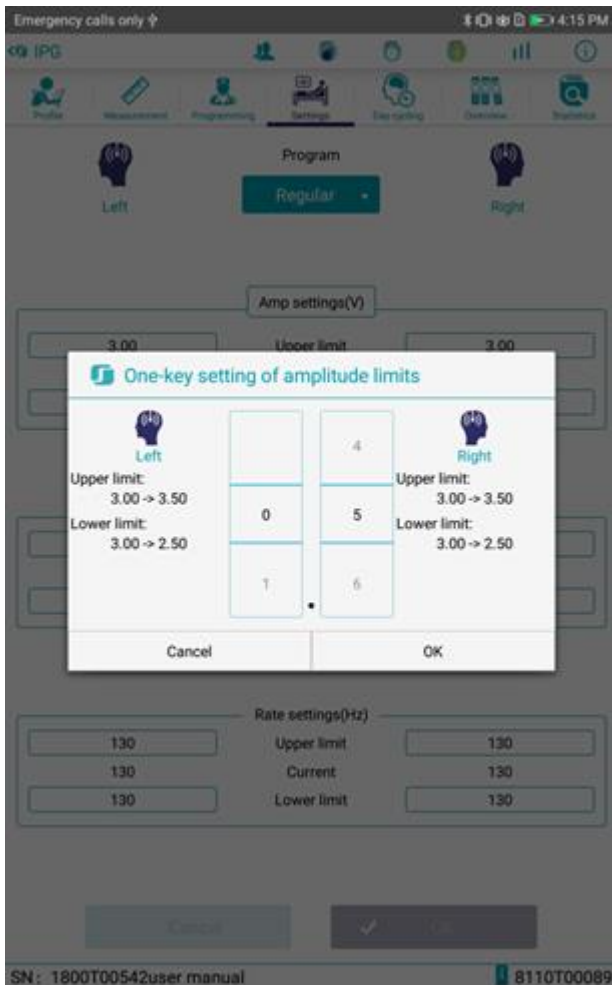 Emergency calls only
4:15 PM
IPG
Profile Measurement Programming Settings Day cycling Overview Statistics
Program
Left Regular Right
Amp settings(V)
3.00 Upper limit 3.00
One-key setting of amplitude limits
Left
Upper limit:
3.00 -> 3.50
Lower limit:
3.00 -> 2.50
4
0 5
1 6
.
Right
Upper limit:
3.00 -> 3.50
Lower limit:
3.00 -> 2.50
Cancel OK
Rate settings(Hz)
130 Upper limit 130
130 Current 130
130 Lower limit 130
Cancel OK
SN: 1800T00542user manual 8110T00089